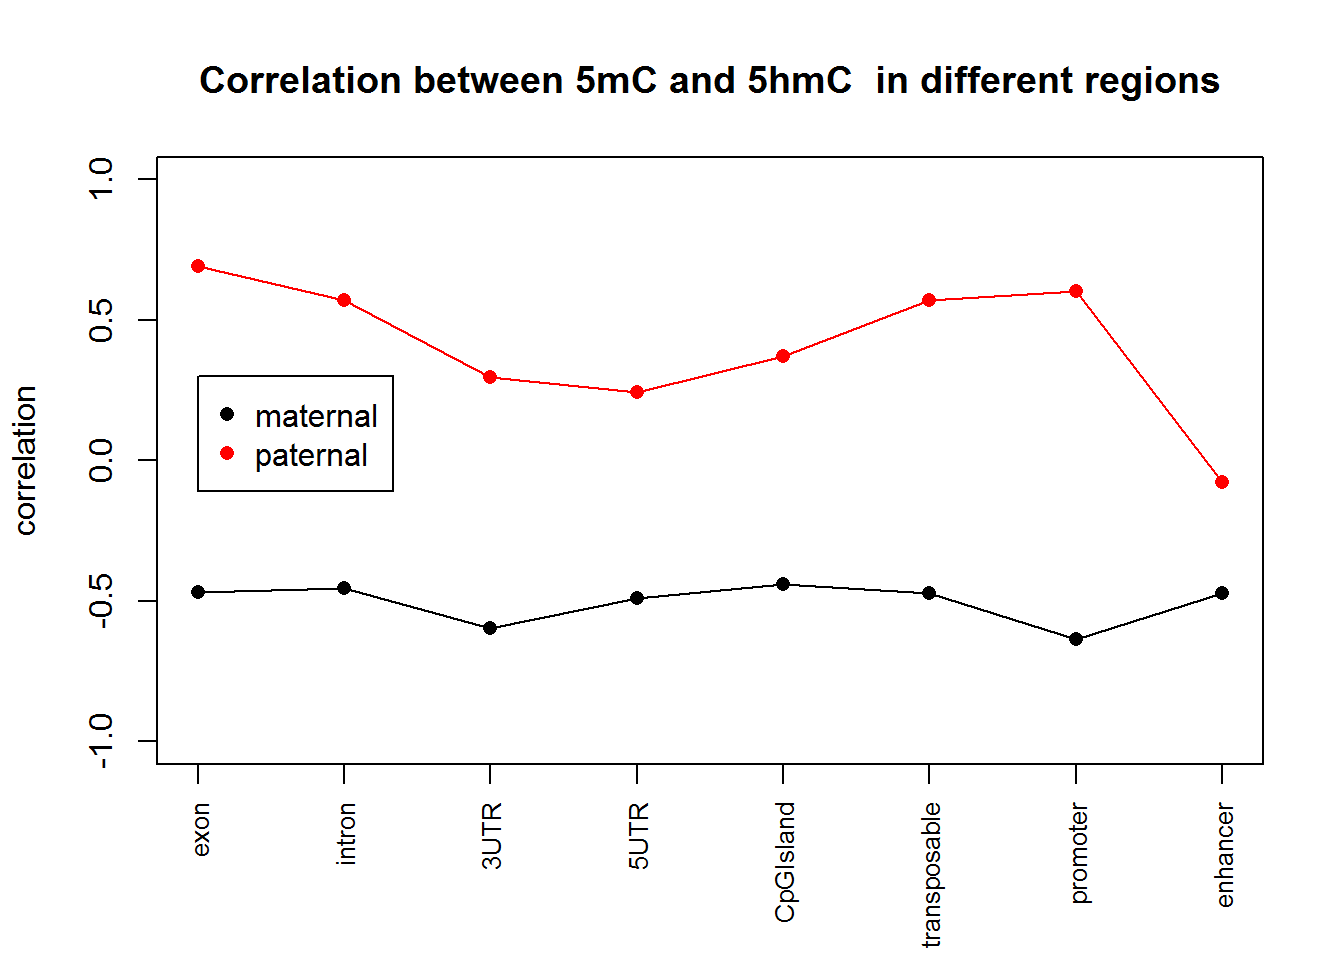 Correlation between 5mC and 5hmC  in different regions
correlation
1.0
0.5
0.0
-0.5
-1.0
maternal
paternal
exon
intron
3UTR
5UTR
CpGIsland
transposable
promoter
enhancer